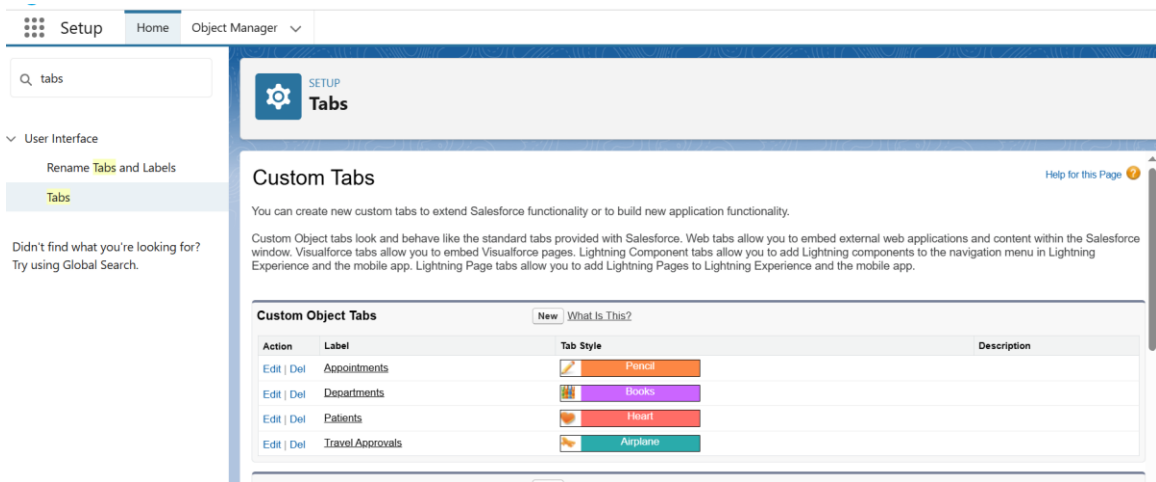 Setup Home Object Manager
tabs
User Interface
Rename Tabs and Labels
Tabs
Didn't find what you're looking for?
Try using Global Search.
SETUP
Tabs
Custom Tabs
Help for this Page
You can create new custom tabs to extend Salesforce functionality or to build new application functionality.
Custom Object tabs look and behave like the standard tabs provided with Salesforce. Web tabs allow you to embed external web applications and content within the Salesforce
window. Visualforce tabs allow you to embed Visualforce pages. Lightning Component tabs allow you to add Lightning components to the navigation menu in Lightning
Experience and the mobile app. Lightning Page tabs allow you to add Lightning Pages to Lightning Experience and the mobile app.
Custom Object Tabs New What Is This?
Action Label Tab Style Description
Edit | Del Appointments Pencil
Edit | Del Departments Books
Edit | Del Patients Heart
Edit | Del Travel Approvals Airplane